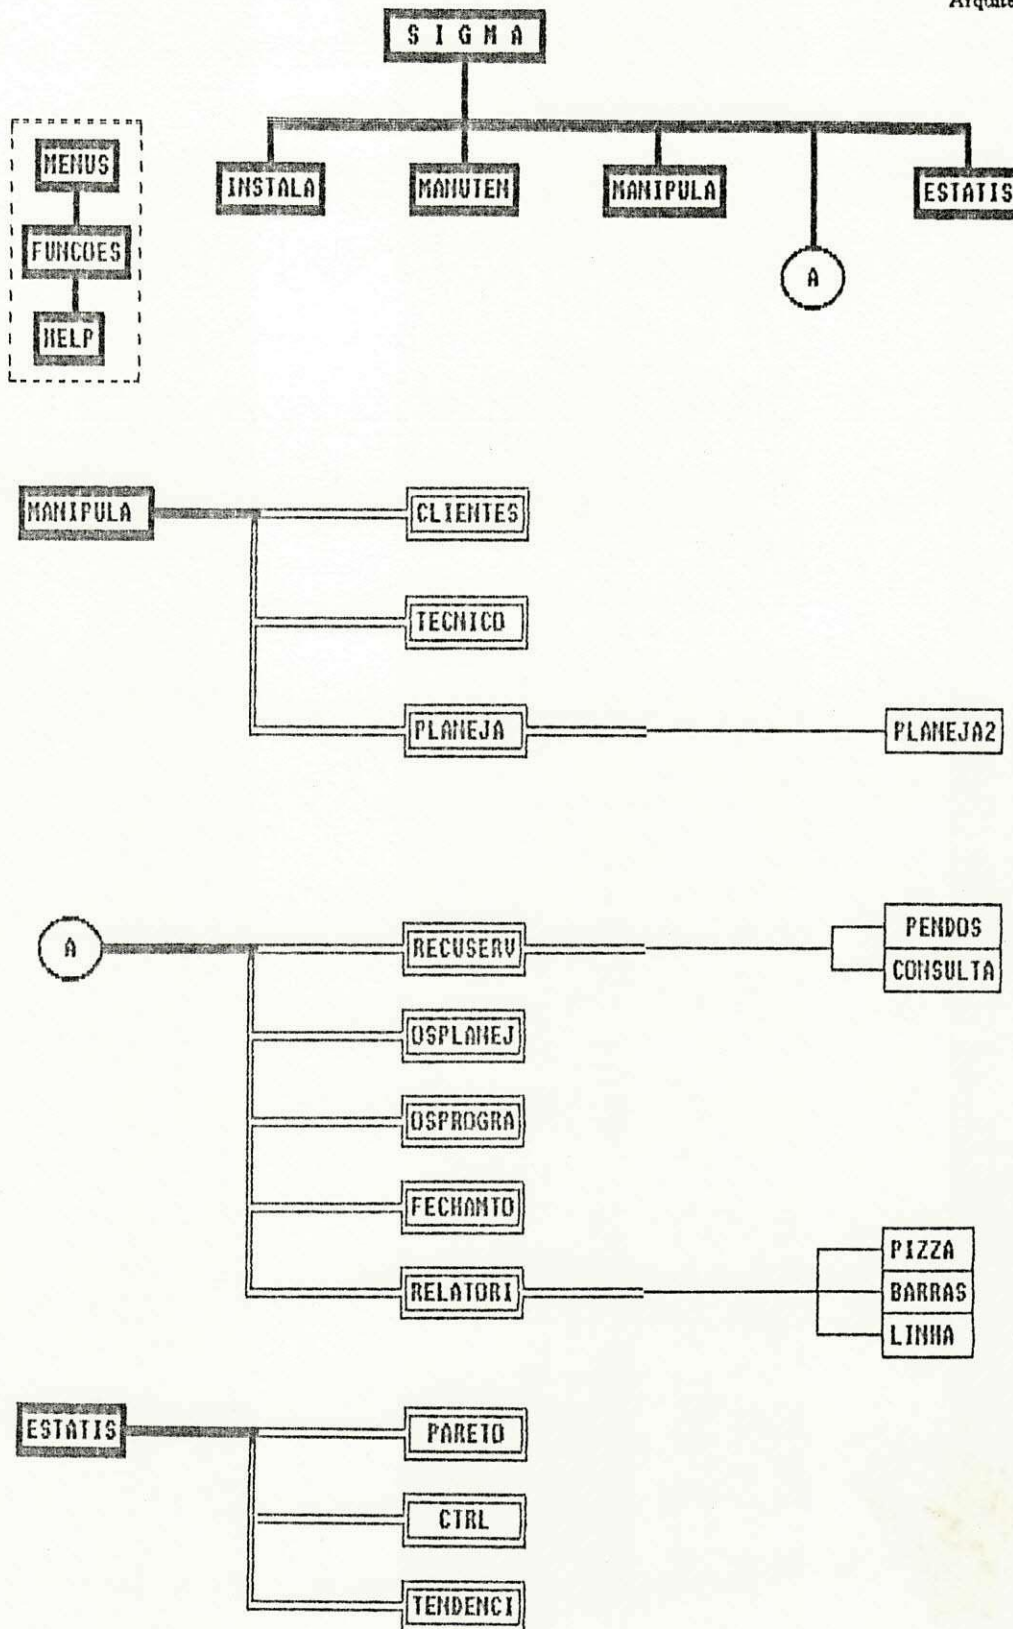 Arquite
S I G M A
MENUS
INSTALA
MANUTEN
MANIPULA
ESTATIS
FUNCOES
A
HELP
MANIPULA
CLIENTES
TECNICO
PLANEJA
PLANEJA2
A
RECUSERV
PENDOS
CONSULTA
OSPLANEJ
OSPROGRA
FECHAMTO
RELATORI
PIZZA
BARRAS
LINHA
ESTATIS
PARETO
CTRL
TENDENCI